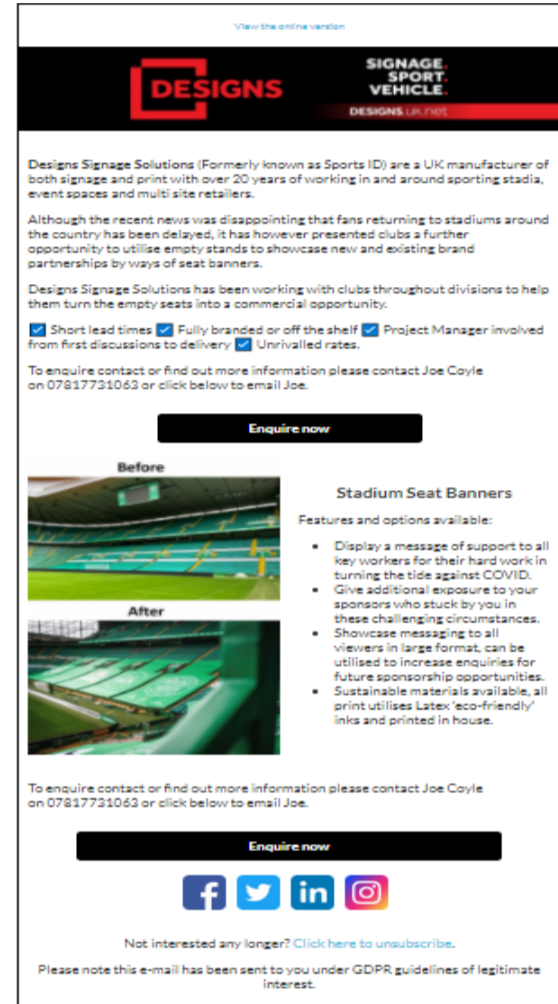 View the online version
DESIGNS
SIGNAGE.
SPORT.
VEHICLE.
DESIGNS.UK.net
Designs Signage Solutions (Formerly known as Sports ID) are a UK manufacturer of
both signage and print with over 20 years of working in and around sporting stadia,
event spaces and multi site retailers.
Although the recent news was disappointing that fans returning to stadiums around
the country has been delayed, it has however presented clubs a further
opportunity to utilise empty stands to showcase new and existing brand
partnerships by ways of seat banners.
Designs Signage Solutions has been working with clubs throughout divisions to help
them turn the empty seats into a commercial opportunity.
☑ Short lead times ☑ Fully branded or off the shelf ☑ Project Manager involved
from first discussions to delivery ☑ Unrivalled rates.
To enquire contact or find out more information please contact Joe Coyle
on 07817731063 or click below to email Joe.
Enquire now
Before
After
Stadium Seat Banners
Features and options available:
• Display a message of support to all
key workers for their hard work in
turning the tide against COVID.
• Give additional exposure to your
sponsors who stuck by you in
these challenging circumstances.
• Showcase messaging to all
viewers in large format, can be
utilised to increase enquiries for
future sponsorship opportunities.
• Sustainable materials available, all
print utilises Latex 'eco-friendly'
inks and printed in house.
To enquire contact or find out more information please contact Joe Coyle
on 07817731063 or click below to email Joe.
Enquire now
Not interested any longer? Click here to unsubscribe.
Please note this e-mail has been sent to you under GDPR guidelines of legitimate
interest.